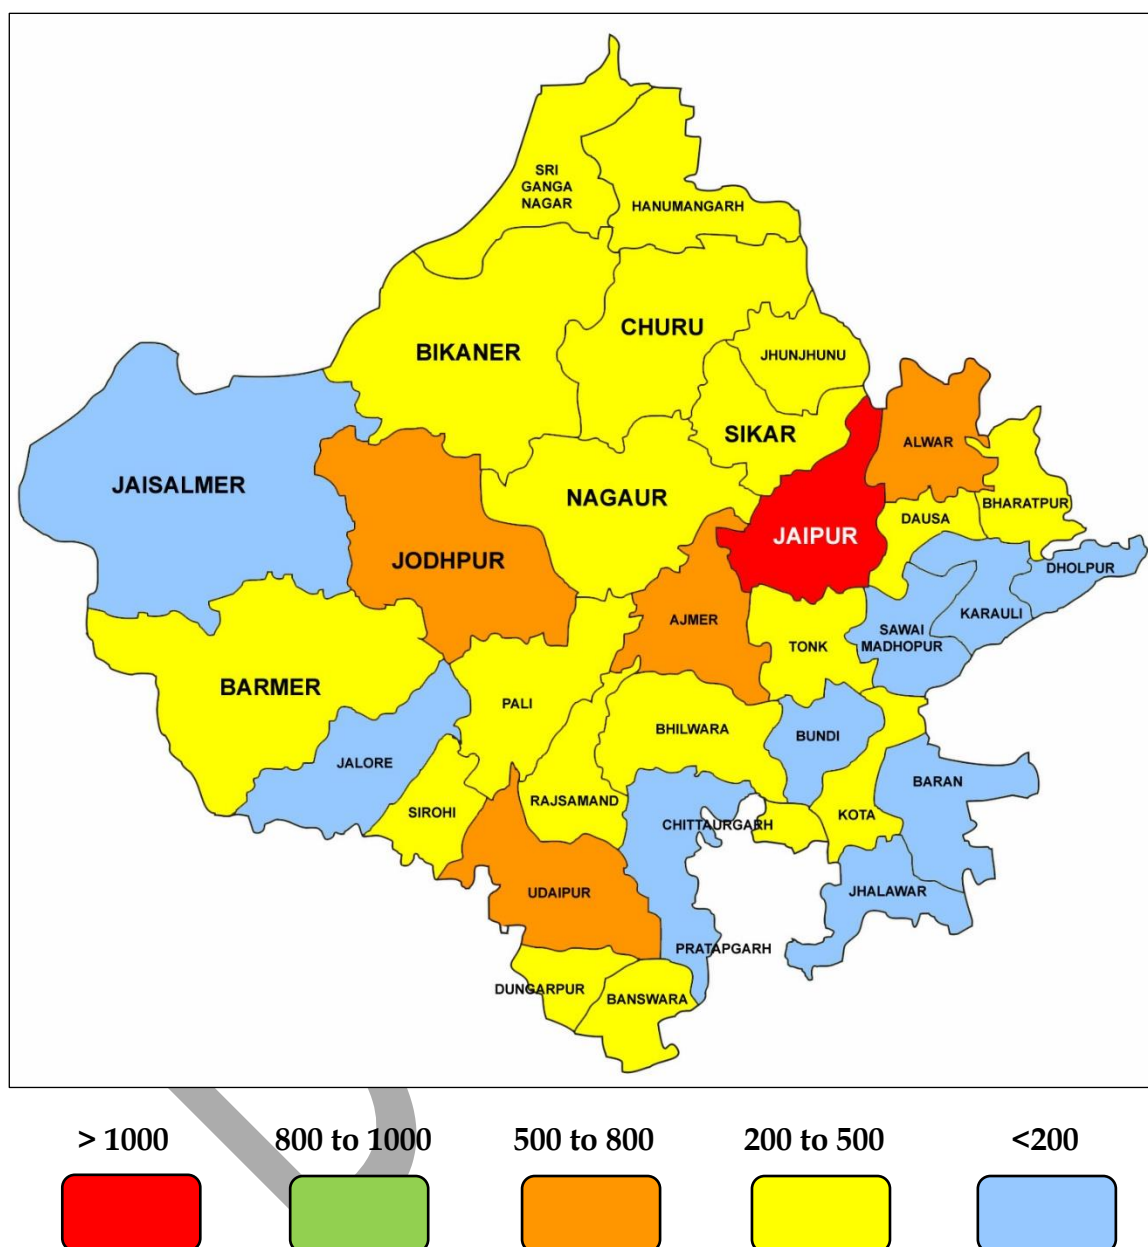 SRI
GANGA
NAGAR
HANUMANGARH
CHURU
BIKANER
JHUNJHUNU
SIKAR
ALWAR
JAISALMER
NAGAUR
BHARATPUR
DAUSA
JAIPUR
JODHPUR
DHOLPUR
KARAULI
AJMER
SAWAI
MADHOPUR
TONK
BARMER
PALI
BHILWARA
BUNDI
JALORE
BARAN
RAJSAMAND
SIROHI
KOTA
CHITTAURGARH
UDAIPUR
JHALAWAR
PRATAPGARH
DUNGARPUR
BANSWARA
> 1000 800 to 1000 500 to 800 200 to 500 <200